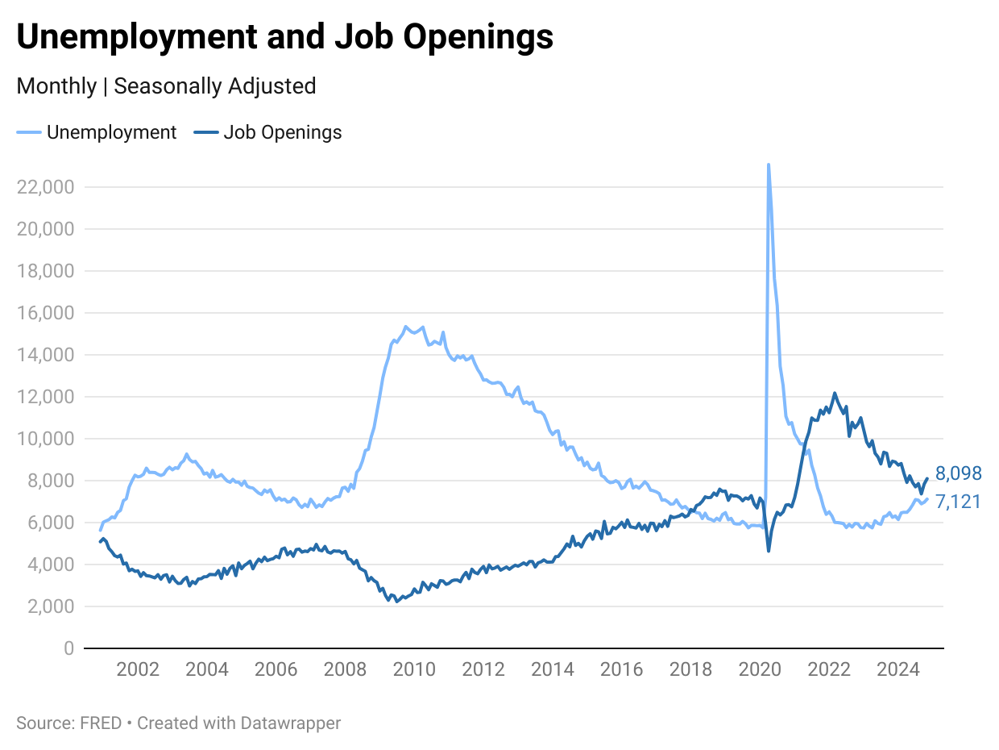 Unemployment and Job Openings
Monthly | Seasonally Adjusted
Unemployment Job Openings
22,000
20,000
18,000
16,000
14,000
12,000
10,000
8,000
6,000
4,000
2,000
0
8,098
7,121
2002 2004 2006 2008 2010 2012 2014 2016 2018 2020 2022 2024
Source: FRED • Created with Datawrapper